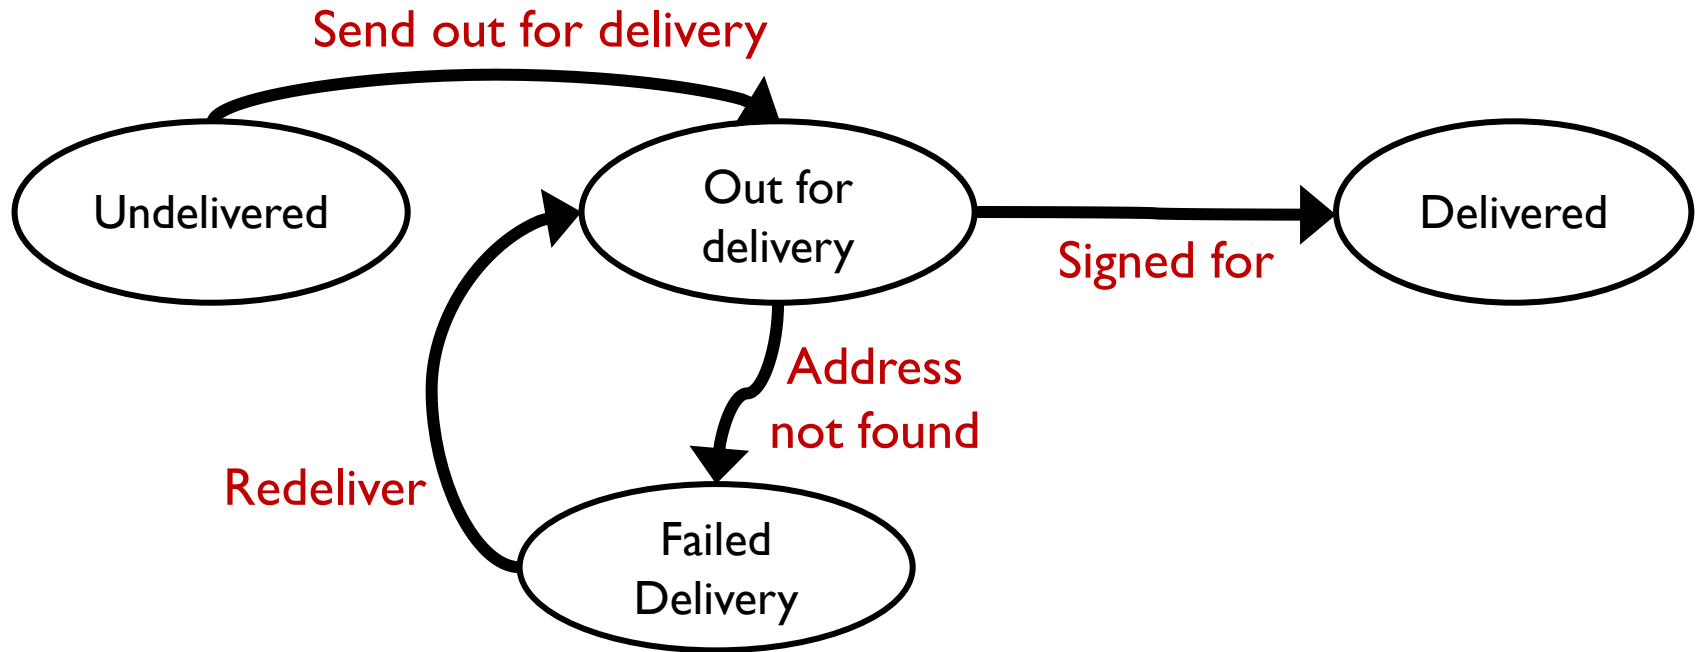 Send out for delivery
Undelivered
Out for
delivery
Delivered
Signed for
Address
not found
Redeliver
Failed
Delivery